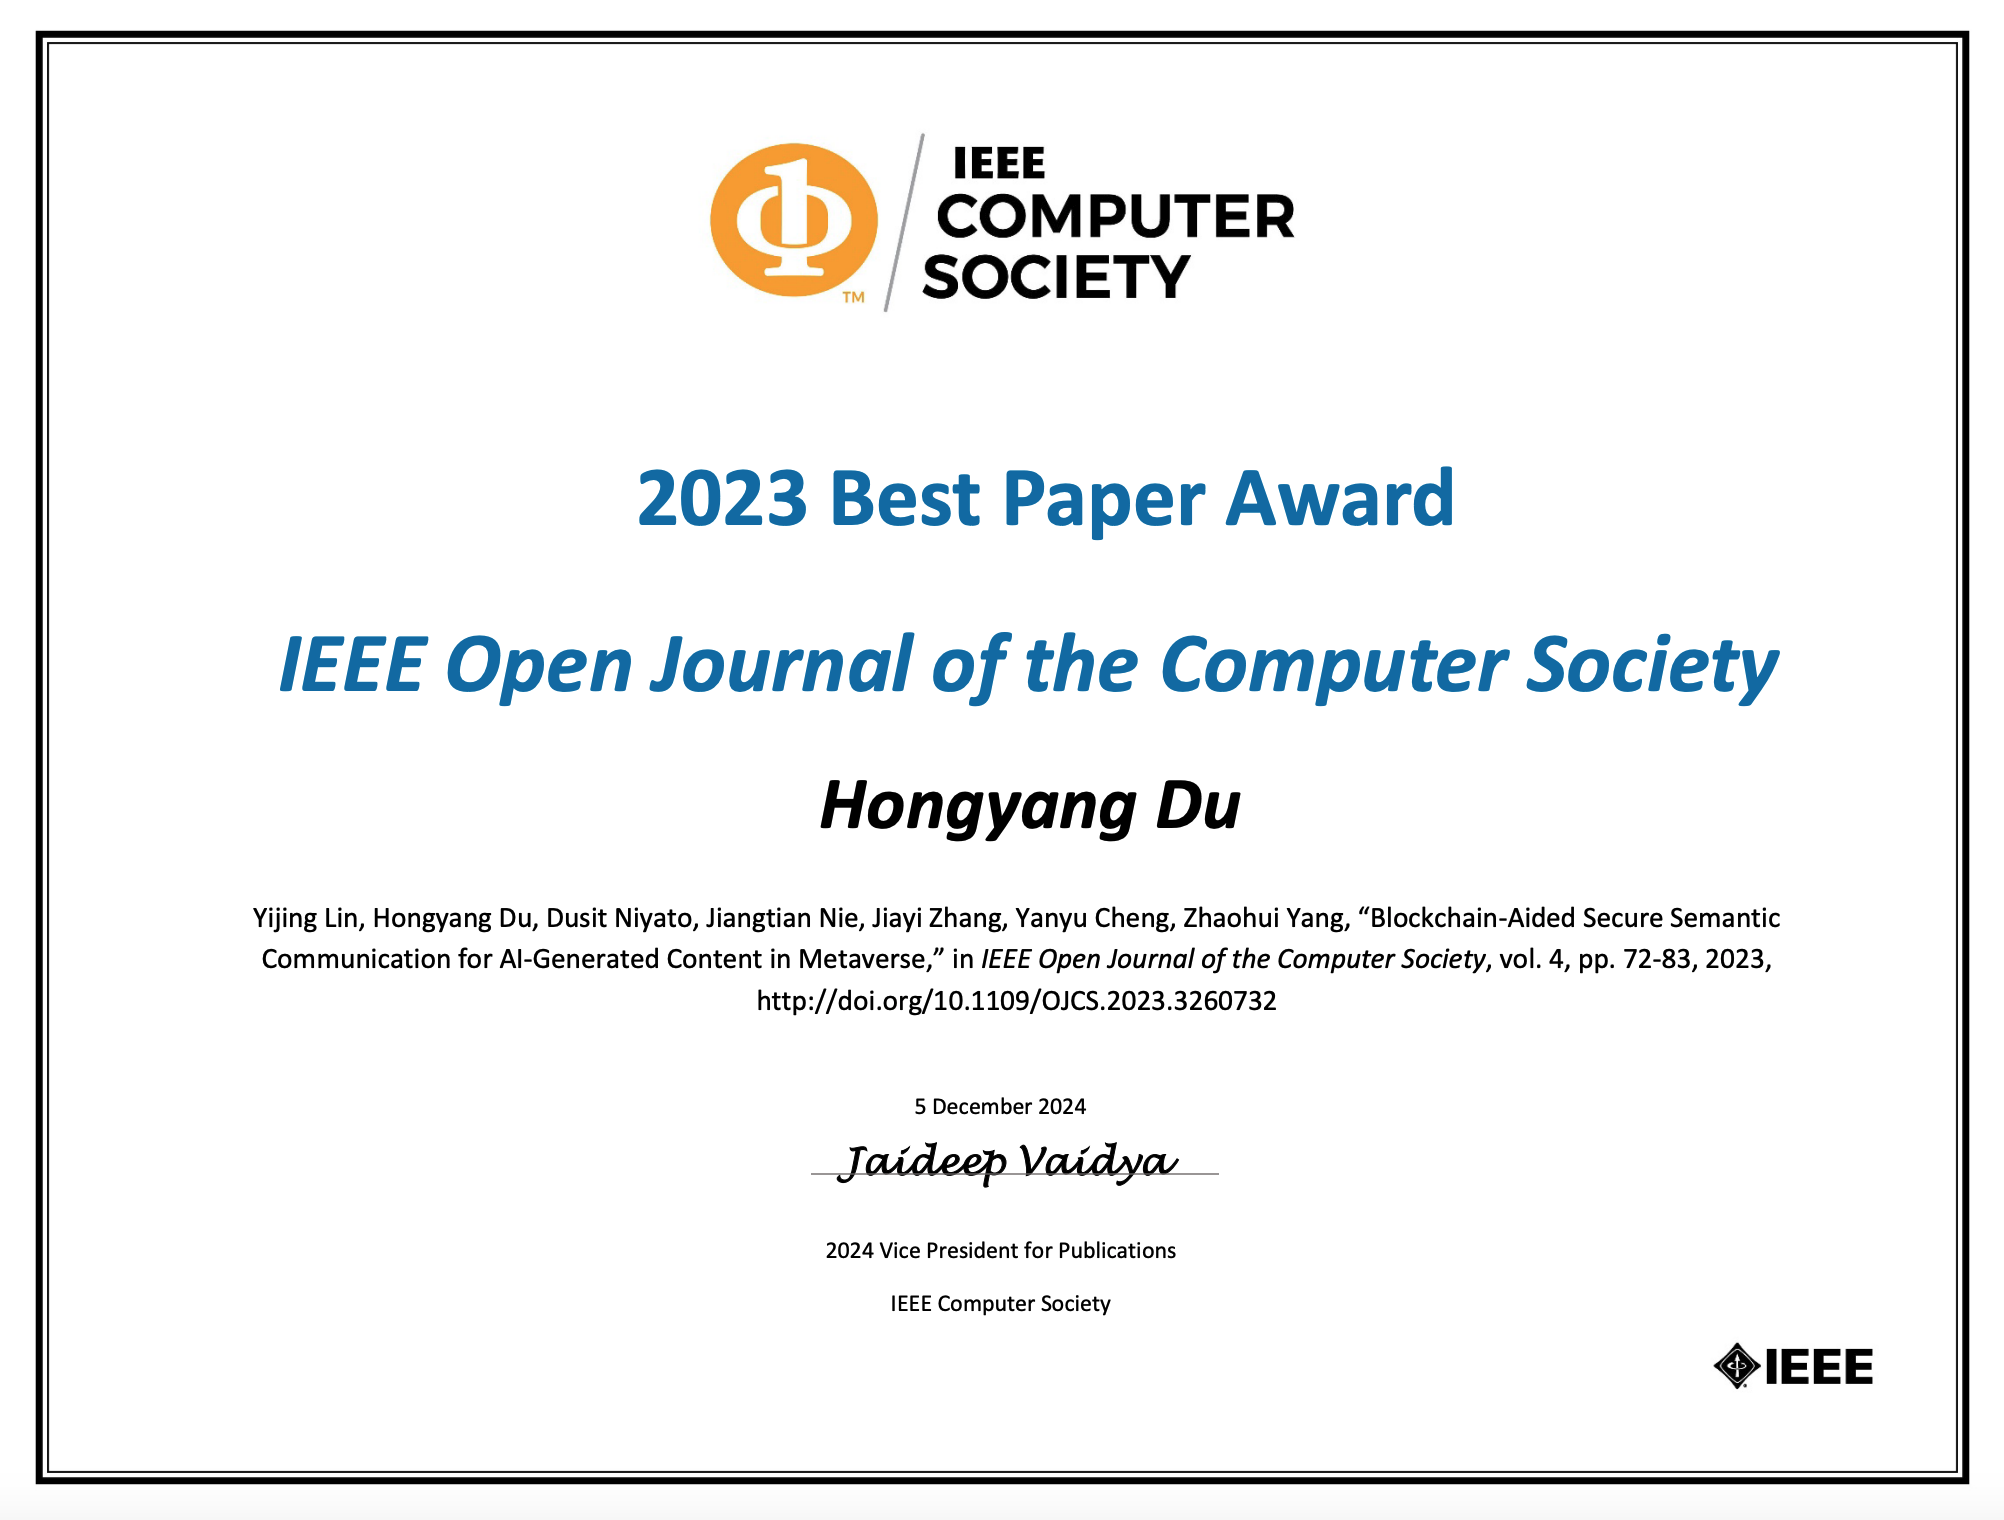 IEEE
COMPUTER
SOCIETY
TM
2023 Best Paper Award
IEEE Open Journal of the Computer Society
Hongyang Du
Yijing Lin, Hongyang Du, Dusit Niyato, Jiangtian Nie, Jiayi Zhang, Yanyu Cheng, Zhaohui Yang, “Blockchain-Aided Secure Semantic
Communication for AI-Generated Content in Metaverse,” in IEEE Open Journal of the Computer Society, vol. 4, pp. 72-83, 2023,
http://doi.org/10.1109/OJCS.2023.3260732
5 December 2024
Jaideep Vaidya
2024 Vice President for Publications
IEEE Computer Society
IEEE